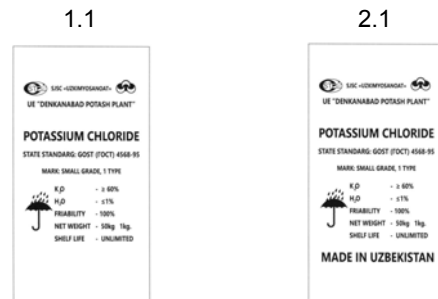 1.1
SJSC «UZKIMYOSANOAT»
UE "DENKANABAD POTASH PLANT"
POTASSIUM CHLORIDE
STATE STANDARG: GOST (ГОСТ) 4568-95
MARK: SMALL GRADE, 1 TYPE
K₂O - ≥ 60%
H₂O - ≤1%
FRIABILITY - 100%
NET WEIGHT - 50kg 1kg.
SHELF LIFE - UNLIMITED
2.1
SJSC «UZKIMYOSANOAT»
UE "DENKANABAD POTASH PLANT"
POTASSIUM CHLORIDE
STATE STANDARG: GOST (ГОСТ) 4568-95
MARK: SMALL GRADE, 1 TYPE
K₂O - ≥ 60%
H₂O - ≤1%
FRIABILITY - 100%
NET WEIGHT - 50kg 1kg.
SHELF LIFE - UNLIMITED
MADE IN UZBEKISTAN